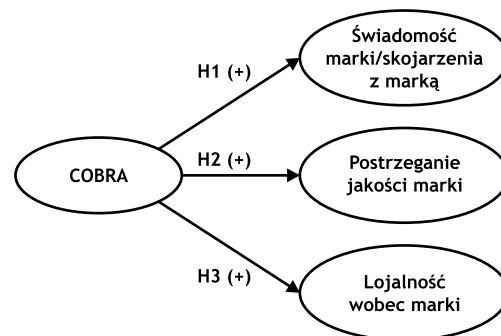 Świadomość
marki/skojarzenia
z marką
H1 (+)
COBRA
H2 (+)
Postrzeganie
jakości marki
H3 (+)
Lojalność
wobec marki